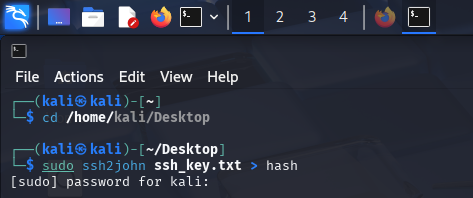 1 2 3 4
File Actions Edit View Help
┌──(kali㉿kali)-[~]
└─$ cd /home/kali/Desktop
┌──(kali㉿kali)-[~/Desktop]
└─$ sudo ssh2john ssh_key.txt > hash
[sudo] password for kali: